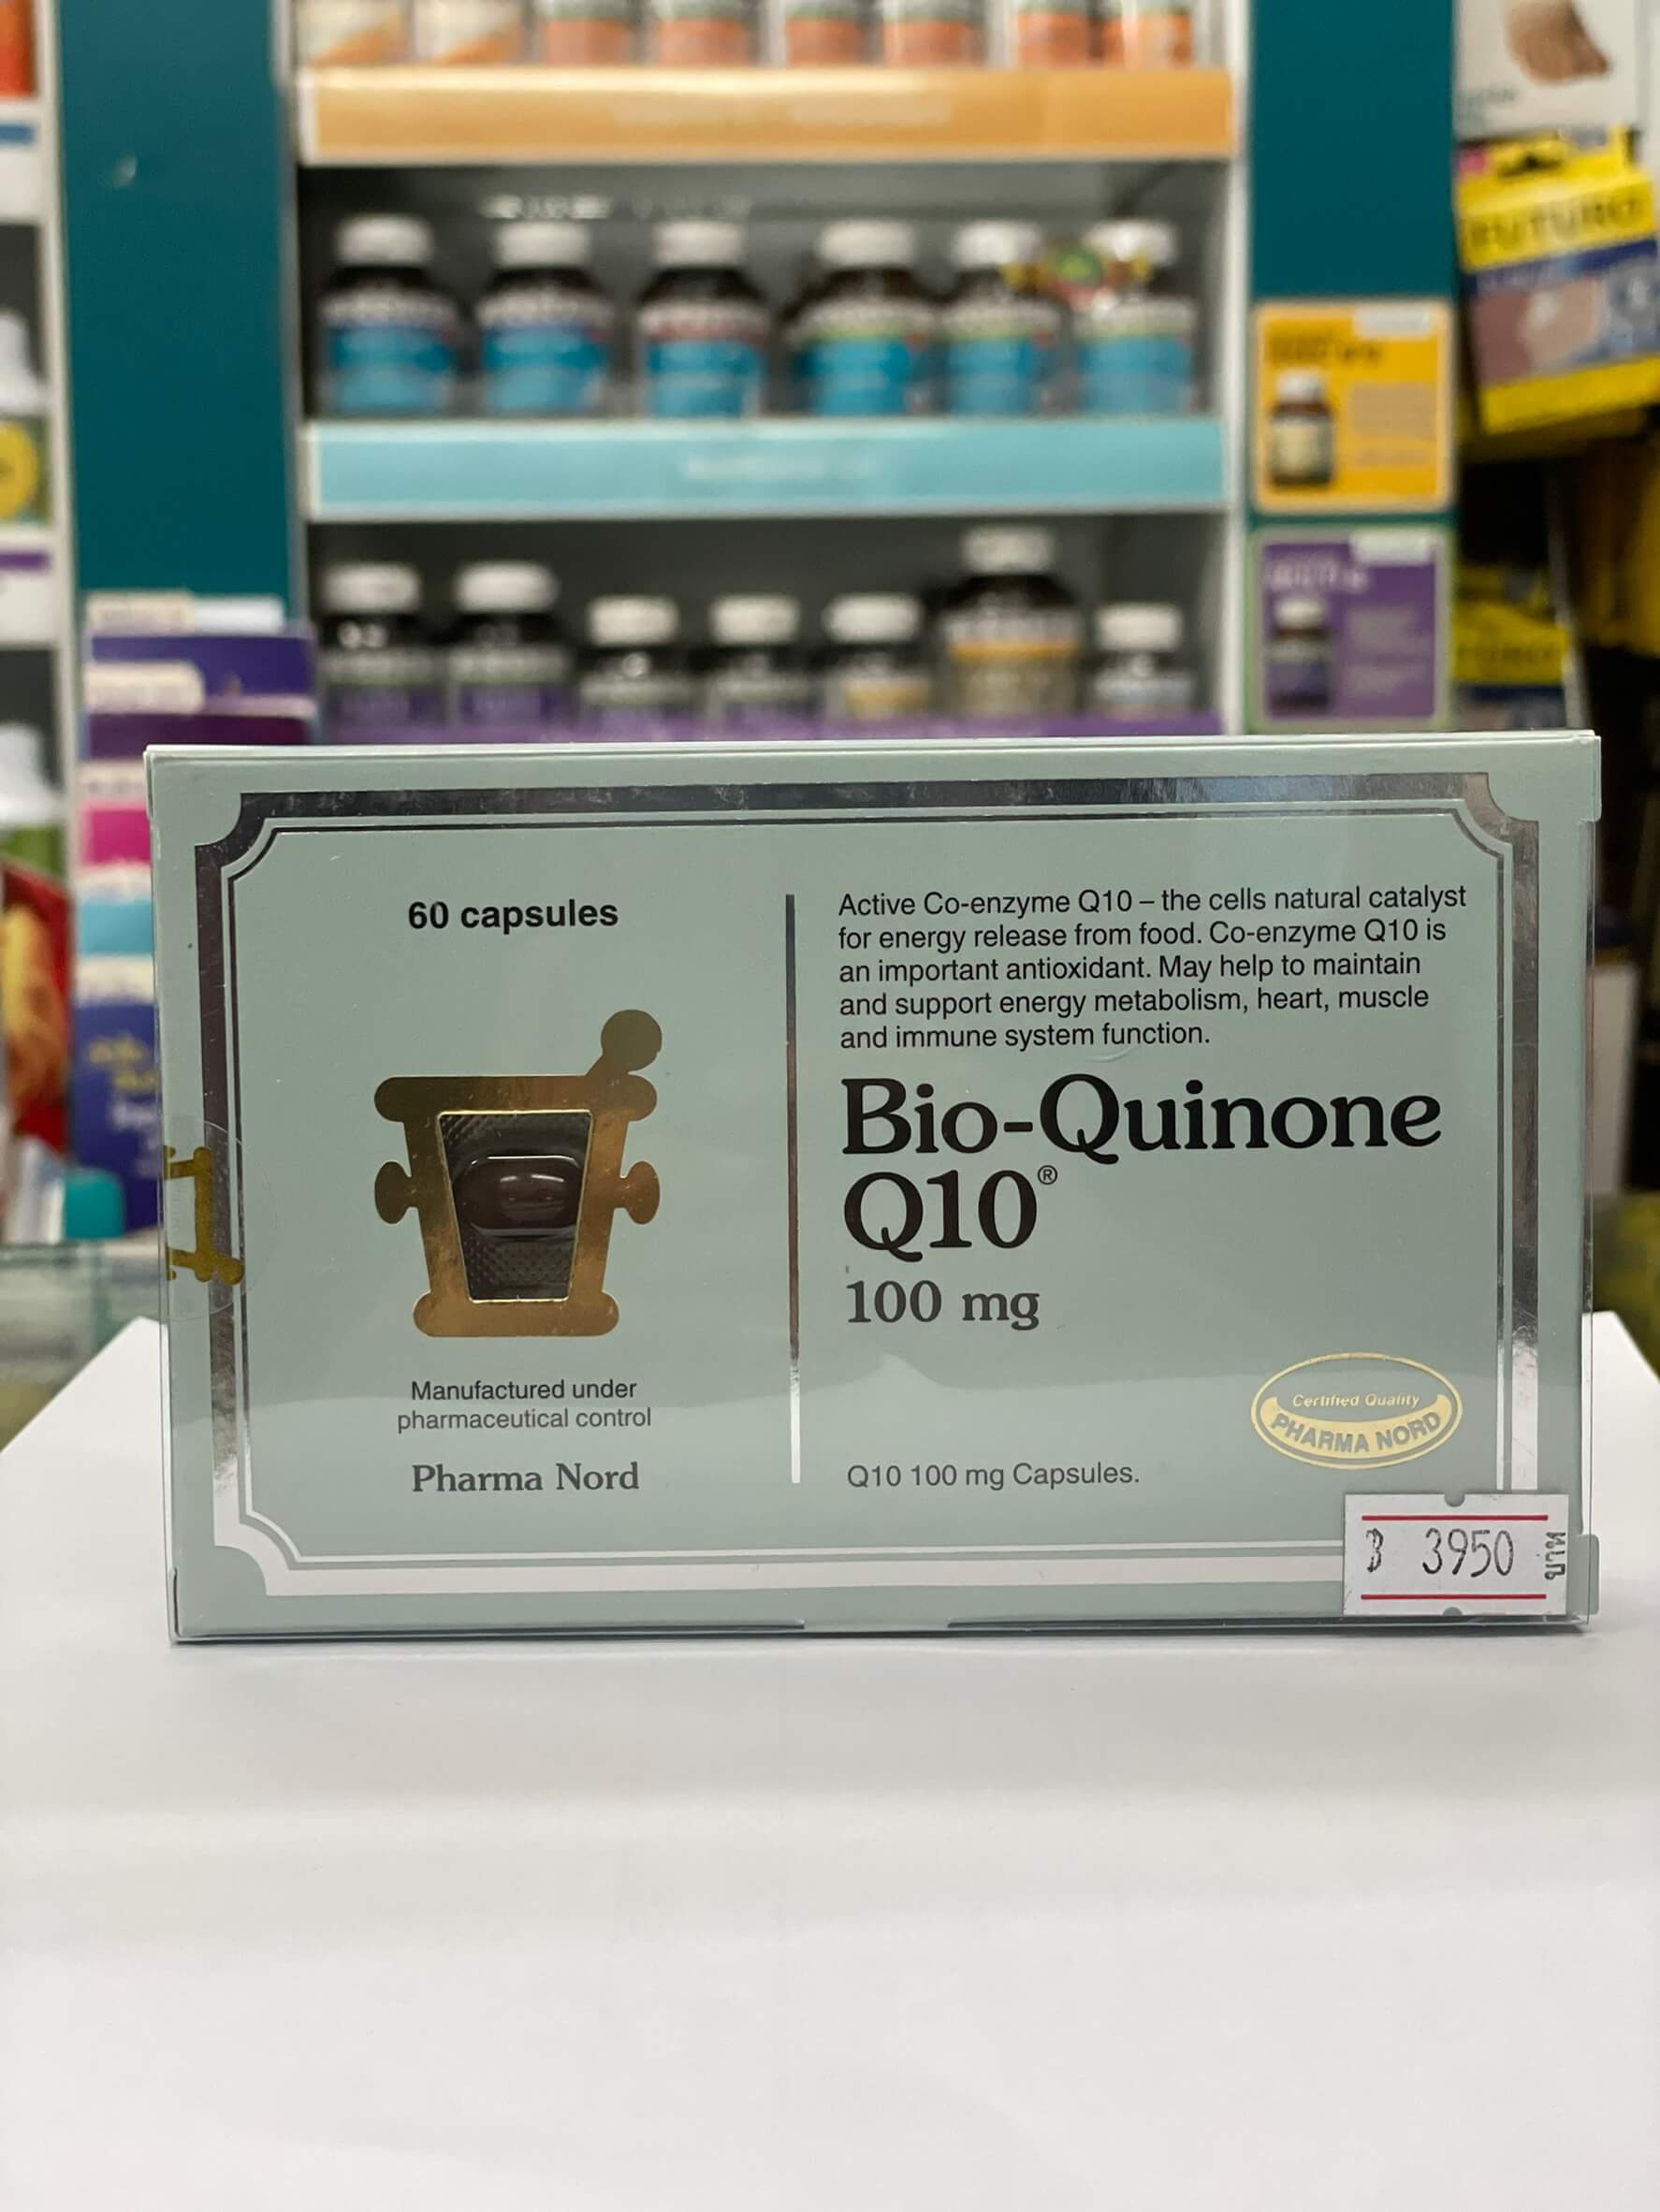 FUTURO
60 capsules
Manufactured under
pharmaceutical control
Pharma Nord
Active Co-enzyme Q10 – the cells natural catalyst
for energy release from food. Co-enzyme Q10 is
an important antioxidant. May help to maintain
and support energy metabolism, heart, muscle
and immune system function.
Bio-Quinone
Q10®
100 mg
Certified Quality
PHARMA NORD
Q10 100 mg Capsules.
฿ 3950 บาท